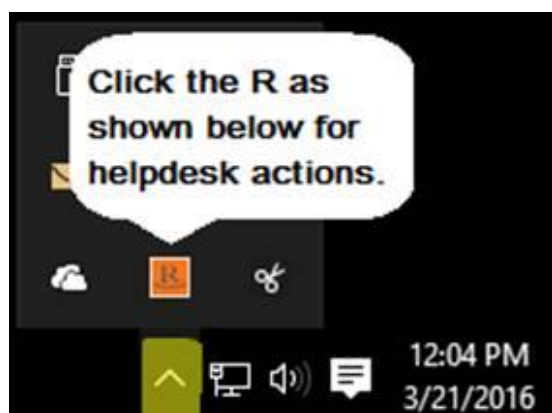 Click the R as
shown below for
helpdesk actions.
R
12:04 PM
3/21/2016